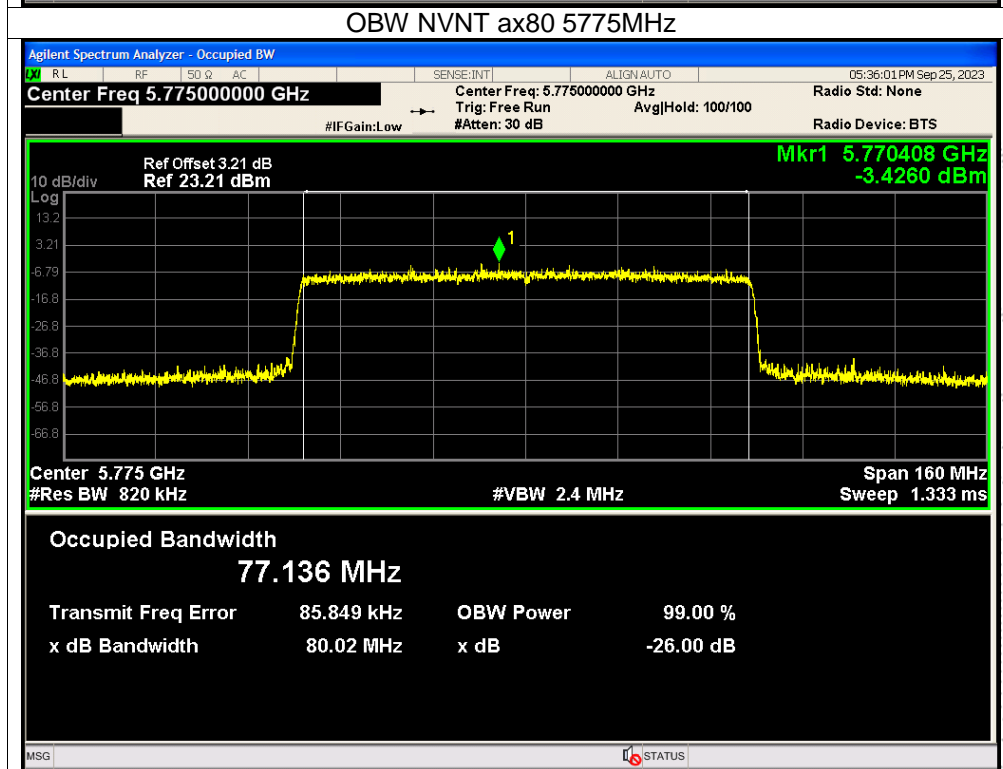 OBW NVNT ax80 5775MHz
Agilent Spectrum Analyzer - Occupied BW
LXI RL RF 50 Ω AC SENSE:INT ALIGN AUTO 05:36:01 PM Sep 25, 2023
Center Freq 5.775000000 GHz Center Freq: 5.775000000 GHz Radio Std: None
Trig: Free Run Avg|Hold: 100/100
#IFGain:Low #Atten: 30 dB Radio Device: BTS
Mkr1 5.770408 GHz
-3.4260 dBm
Ref Offset 3.21 dB
10 dB/div Ref 23.21 dBm
Log
13.2
3.21
-6.79
-16.8
-26.8
-36.8
-46.8
-56.8
-66.8
1
Center 5.775 GHz Span 160 MHz
#Res BW 820 kHz #VBW 2.4 MHz Sweep 1.333 ms
Occupied Bandwidth
77.136 MHz
Transmit Freq Error 85.849 kHz OBW Power 99.00 %
x dB Bandwidth 80.02 MHz x dB -26.00 dB
MSG STATUS